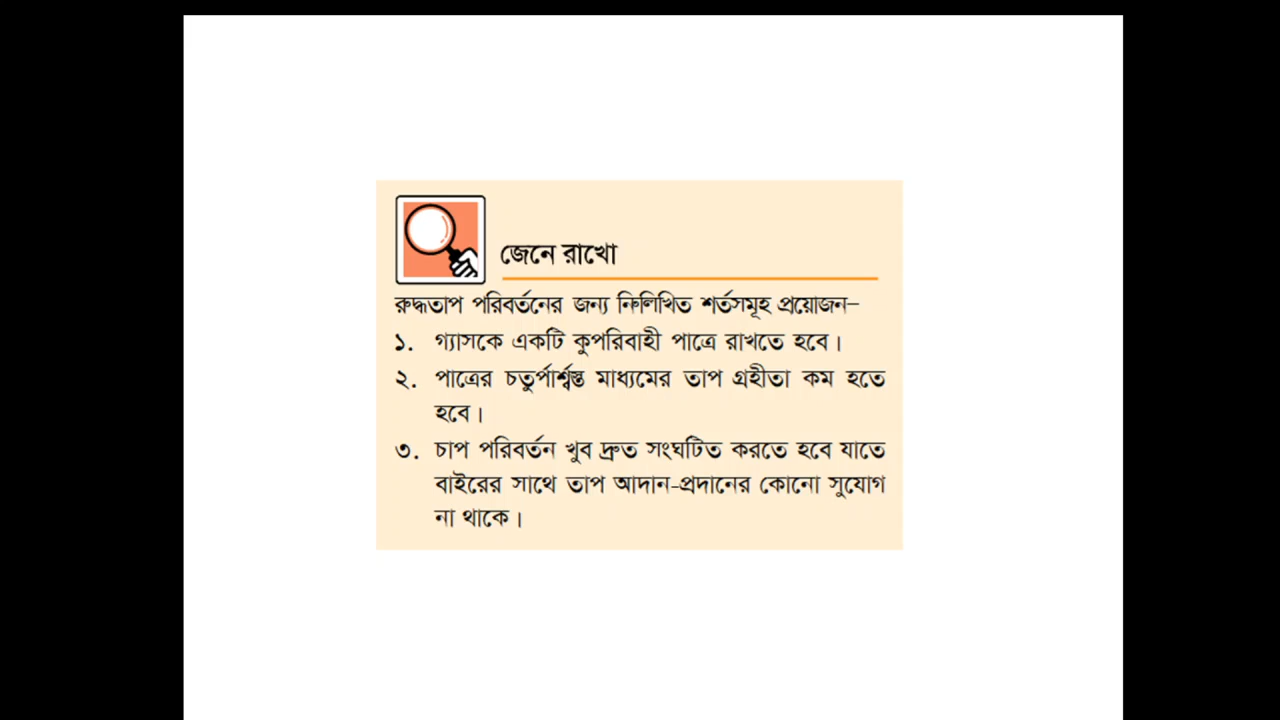 জেনে রাখো
রুদ্ধতাপ পরিবর্তনের জন্য নিম্নলিখিত শর্তসমূহ প্রয়োজন–
১. গ্যাসকে একটি কুপরিবাহী পাত্রে রাখতে হবে।
২. পাত্রের চতুর্পার্শ্বস্ত মাধ্যমের তাপ গ্রহীতা কম হতে
হবে।
৩. চাপ পরিবর্তন খুব দ্রুত সংঘটিত করতে হবে যাতে
বাইরের সাথে তাপ আদান-প্রদানের কোনো সুযোগ
না থাকে।